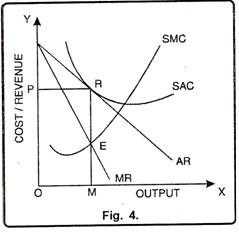 Y
SMC
SAC
P
R
COST / REVENUE
E
AR
MR
O
M
OUTPUT
X
Fig. 4.